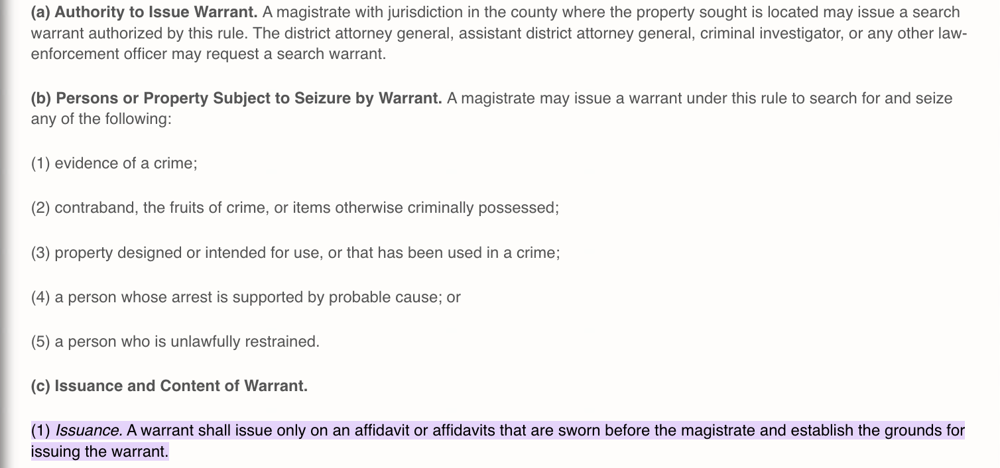 (a) Authority to Issue Warrant. A magistrate with jurisdiction in the county where the property sought is located may issue a search
warrant authorized by this rule. The district attorney general, assistant district attorney general, criminal investigator, or any other law-
enforcement officer may request a search warrant.
(b) Persons or Property Subject to Seizure by Warrant. A magistrate may issue a warrant under this rule to search for and seize
any of the following:
(1) evidence of a crime;
(2) contraband, the fruits of crime, or items otherwise criminally possessed;
(3) property designed or intended for use, or that has been used in a crime;
(4) a person whose arrest is supported by probable cause; or
(5) a person who is unlawfully restrained.
(c) Issuance and Content of Warrant.
(1) Issuance. A warrant shall issue only on an affidavit or affidavits that are sworn before the magistrate and establish the grounds for
issuing the warrant.